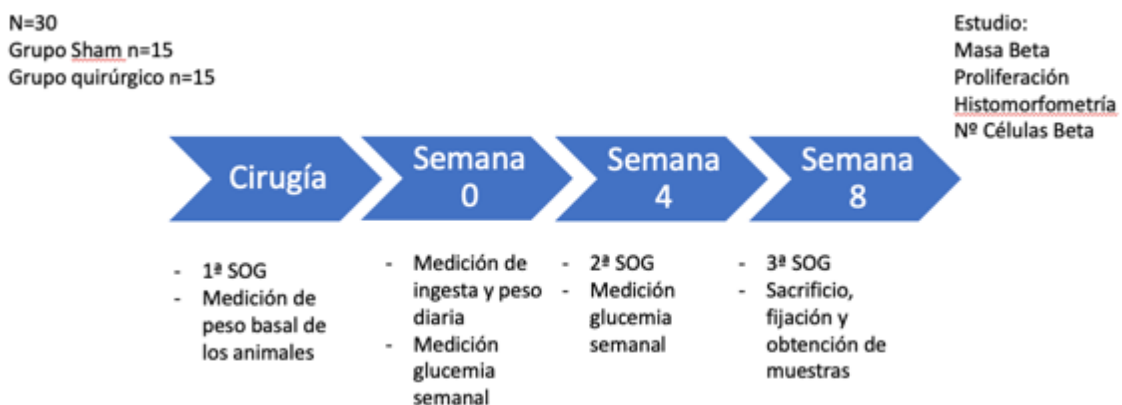 N=30
Grupo Sham n=15
Grupo quirúrgico n=15
Estudio:
Masa Beta
Proliferación
Histomorfometría
Nº Células Beta
Cirugía
Semana
0
Semana
4
Semana
8
- 1ª SOG
- Medición de
peso basal de
los animales
- Medición de
ingesta y peso
diaria
- Medición
glucemia
semanal
- 2ª SOG
- Medición
glucemia
semanal
- 3ª SOG
- Sacrificio,
fijación y
obtención de
muestras